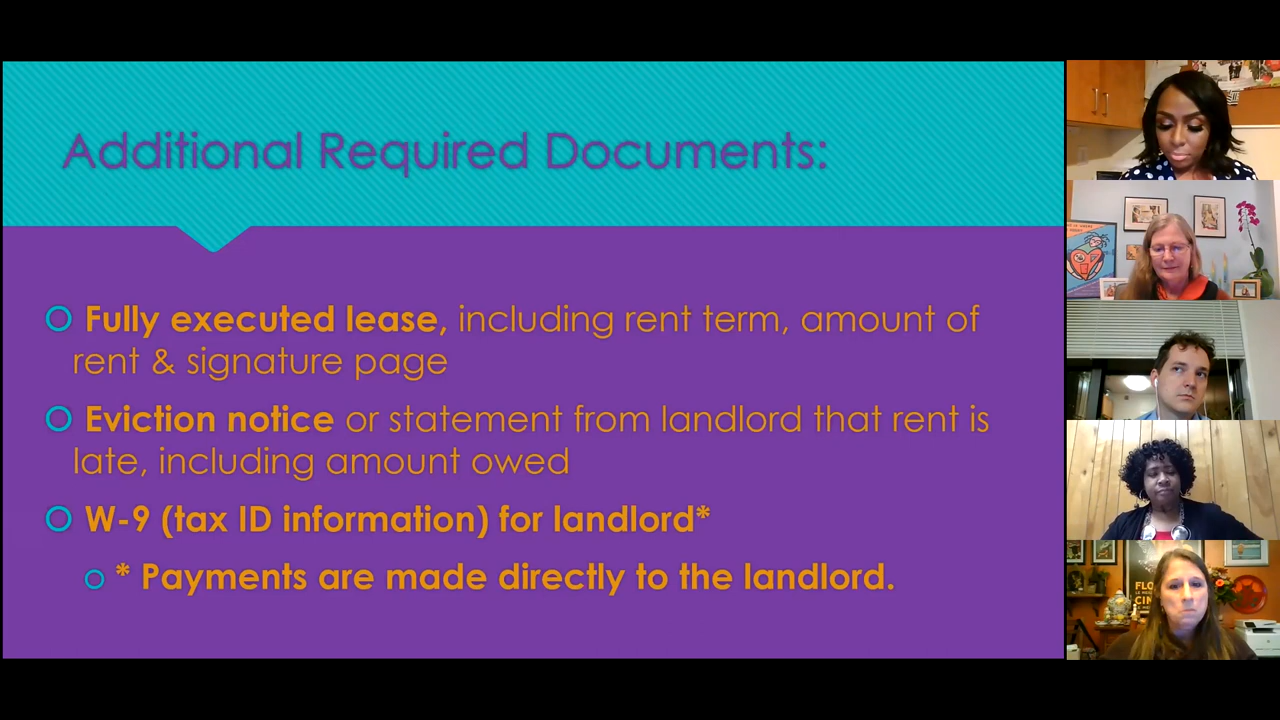 Additional Required Documents:
Fully executed lease, including rent term, amount of
rent & signature page
Eviction notice or statement from landlord that rent is
late, including amount owed
W-9 (tax ID information) for landlord*
* Payments are made directly to the landlord.
FLO
CIN